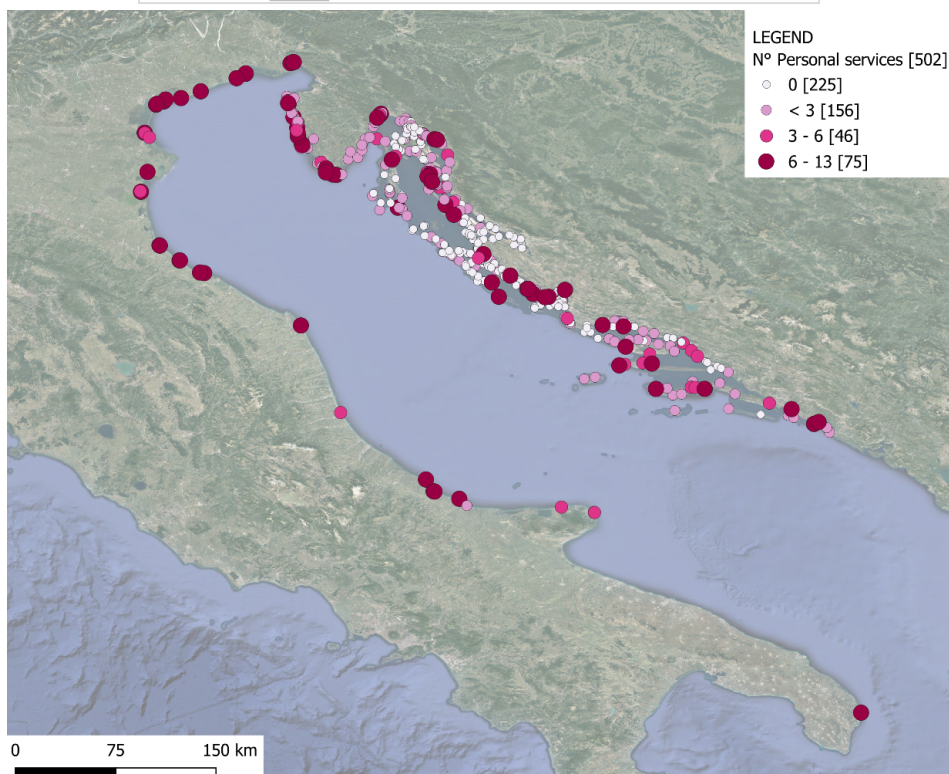 LEGEND
N° Personal services [502]
0 [225]
< 3 [156]
3 - 6 [46]
6 - 13 [75]
0 75 150 km